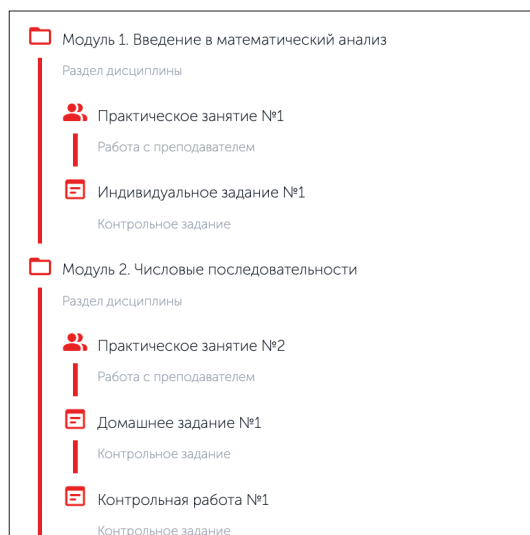 Модуль 1. Введение в математический анализ
Раздел дисциплины
Практическое занятие №1
Работа с преподавателем
Индивидуальное задание №1
Контрольное задание
Модуль 2. Числовые последовательности
Раздел дисциплины
Практическое занятие №2
Работа с преподавателем
Домашнее задание №1
Контрольное задание
Контрольная работа №1
Контрольное задание